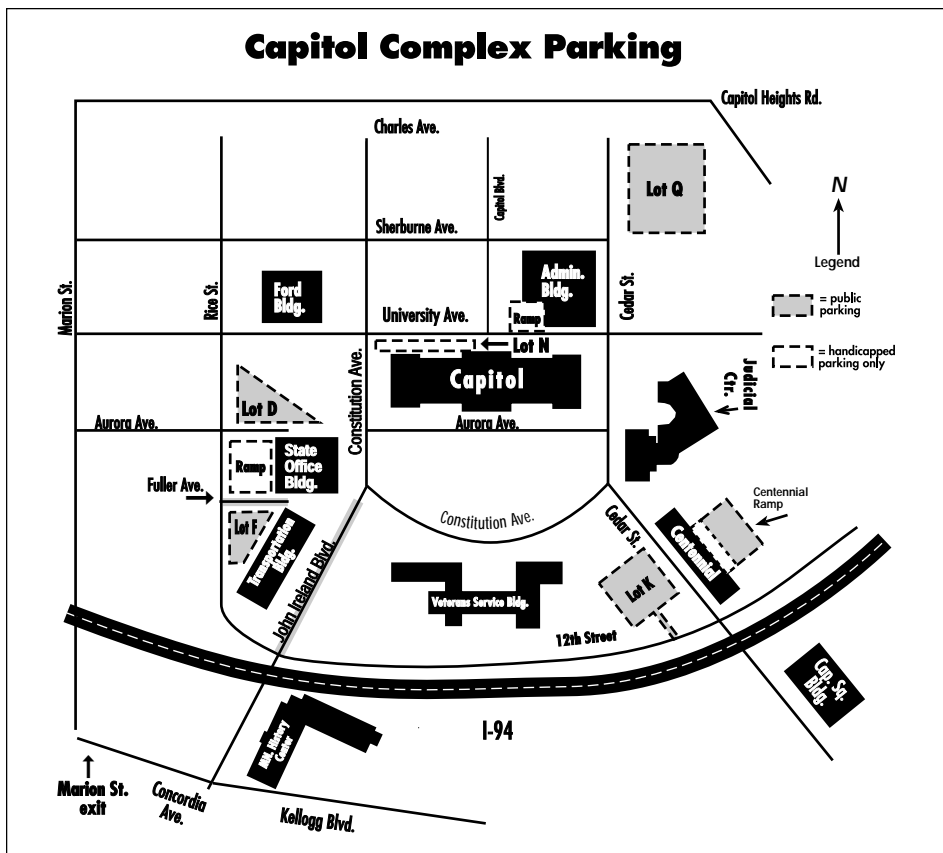 Capitol Complex Parking
Capitol Heights Rd.
Charles Ave.
Lot Q
Capitol Blvd.
N
Sherburne Ave.
Legend
Marion St.
Rice St.
Ford
Bldg.
Admin.
Bldg.
Cedar St.
= public
parking
University Ave.
Ramp
Lot N
= handicapped
parking only
Constitution Ave.
Capitol
Judicial
Ctr.
Lot D
Aurora Ave.
Aurora Ave.
Ramp
State
Office
Bldg.
Fuller Ave.
Centennial
Ramp
Lot F
Transportation
Bldg.
John Ireland Blvd.
Constitution Ave.
Cedar St.
Centennial
Lot K
Veterans Service Bldg.
12th Street
Cap. Sq.
Bldg.
MN. History
Center
I-94
Marion St.
exit
Concordia
Ave.
Kellogg Blvd.